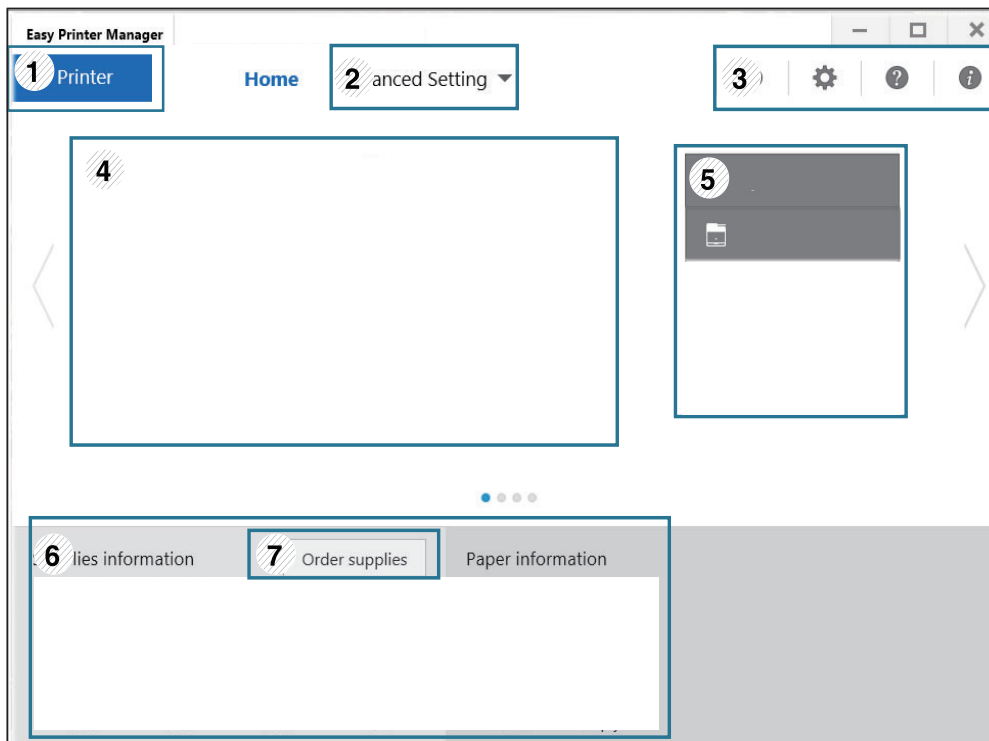 Easy Printer Manager
1 Printer
Home
2 anced Setting
3
4
5
6 lies information
7 Order supplies
Paper information